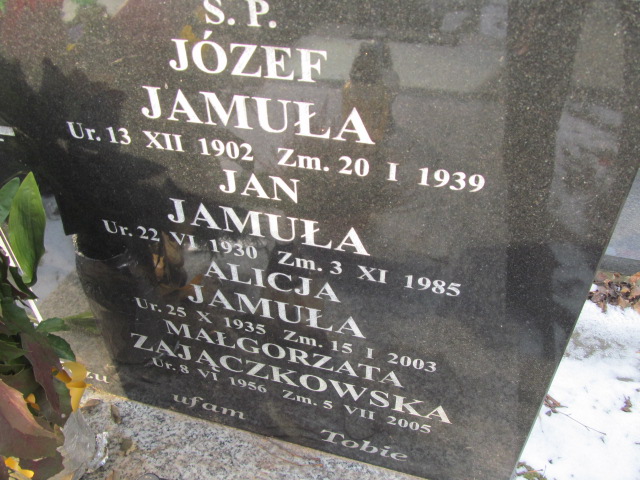 Ś.P.
JÓZEF
JAMUŁA
Ur. 13 XII 1902 Zm. 20 I 1939
JAN
JAMUŁA
Ur. 22 VI 1930 Zm. 3 XI 1985
ALICJA
JAMUŁA
Ur. 25 X 1935 Zm. 15 I 2003
MAŁGORZATA
ZAJĄCZKOWSKA
Ur. 8 VI 1956 Zm. 5 VII 2005
ufam Tobie